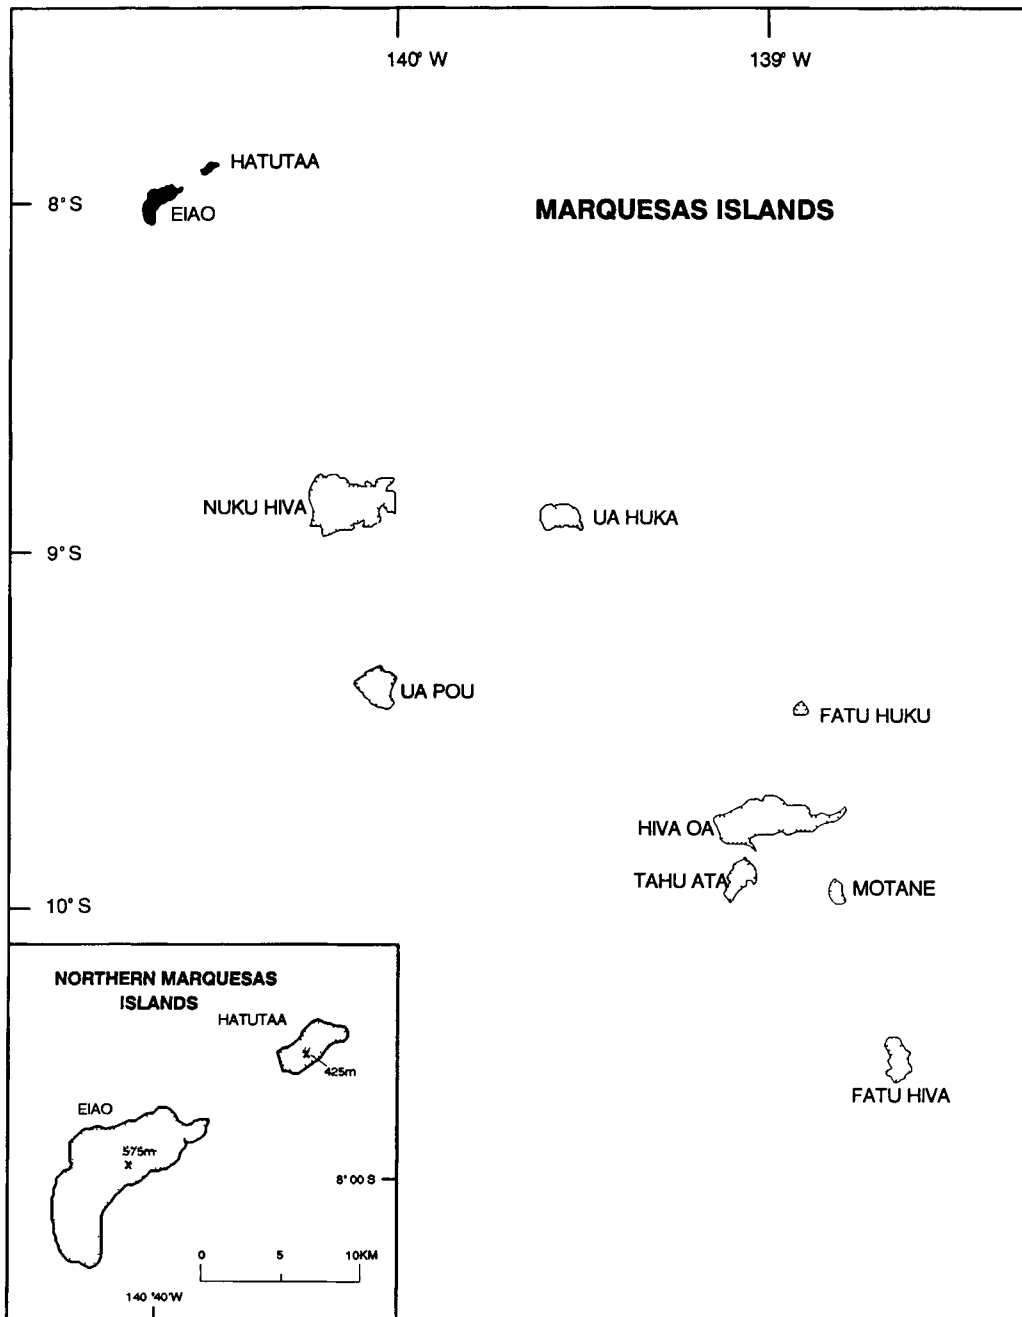 140° W
139° W
HATUTAA
8° S
EIAO
MARQUESAS ISLANDS
NUKU HIVA
UA HUKA
9° S
UA POU
FATU HUKU
HIVA OA
TAHU ATA
MOTANE
10° S
FATU HIVA
NORTHERN MARQUESAS
ISLANDS
HATUTAA
425m
EIAO
575m
8° 00 S
0 5 10KM
140 °40'W